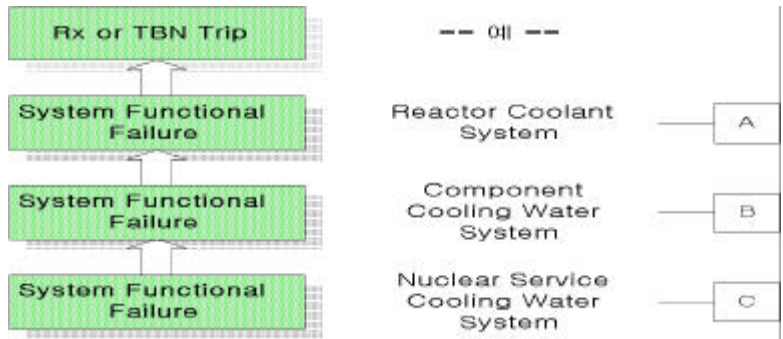 Rx or TBN Trip
-- 예 --
System Functional
Failure
Reactor Coolant
System
A
System Functional
Failure
Component
Cooling Water
System
B
System Functional
Failure
Nuclear Service
Cooling Water
System
C